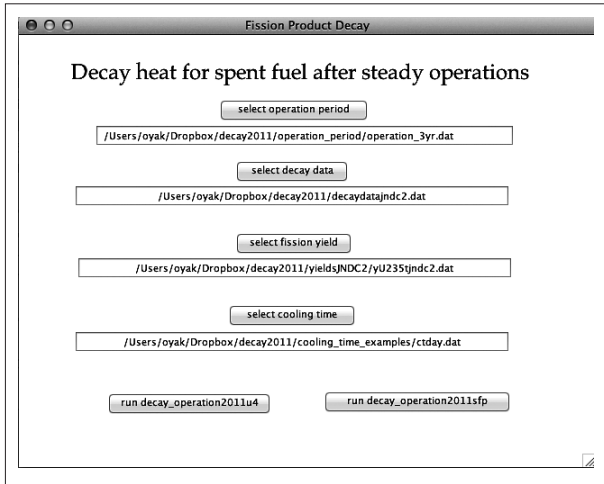 Fission Product Decay
Decay heat for spent fuel after steady operations
select operation period
/Users/oyak/Dropbox/decay2011/operation_period/operation_3yr.dat
select decay data
/Users/oyak/Dropbox/decay2011/decaydatajndc2.dat
select fission yield
/Users/oyak/Dropbox/decay2011/yieldsJNDC2/yU235tjndc2.dat
select cooling time
/Users/oyak/Dropbox/decay2011/cooling_time_examples/ctday.dat
run decay_operation2011u4 run decay_operation2011sfp